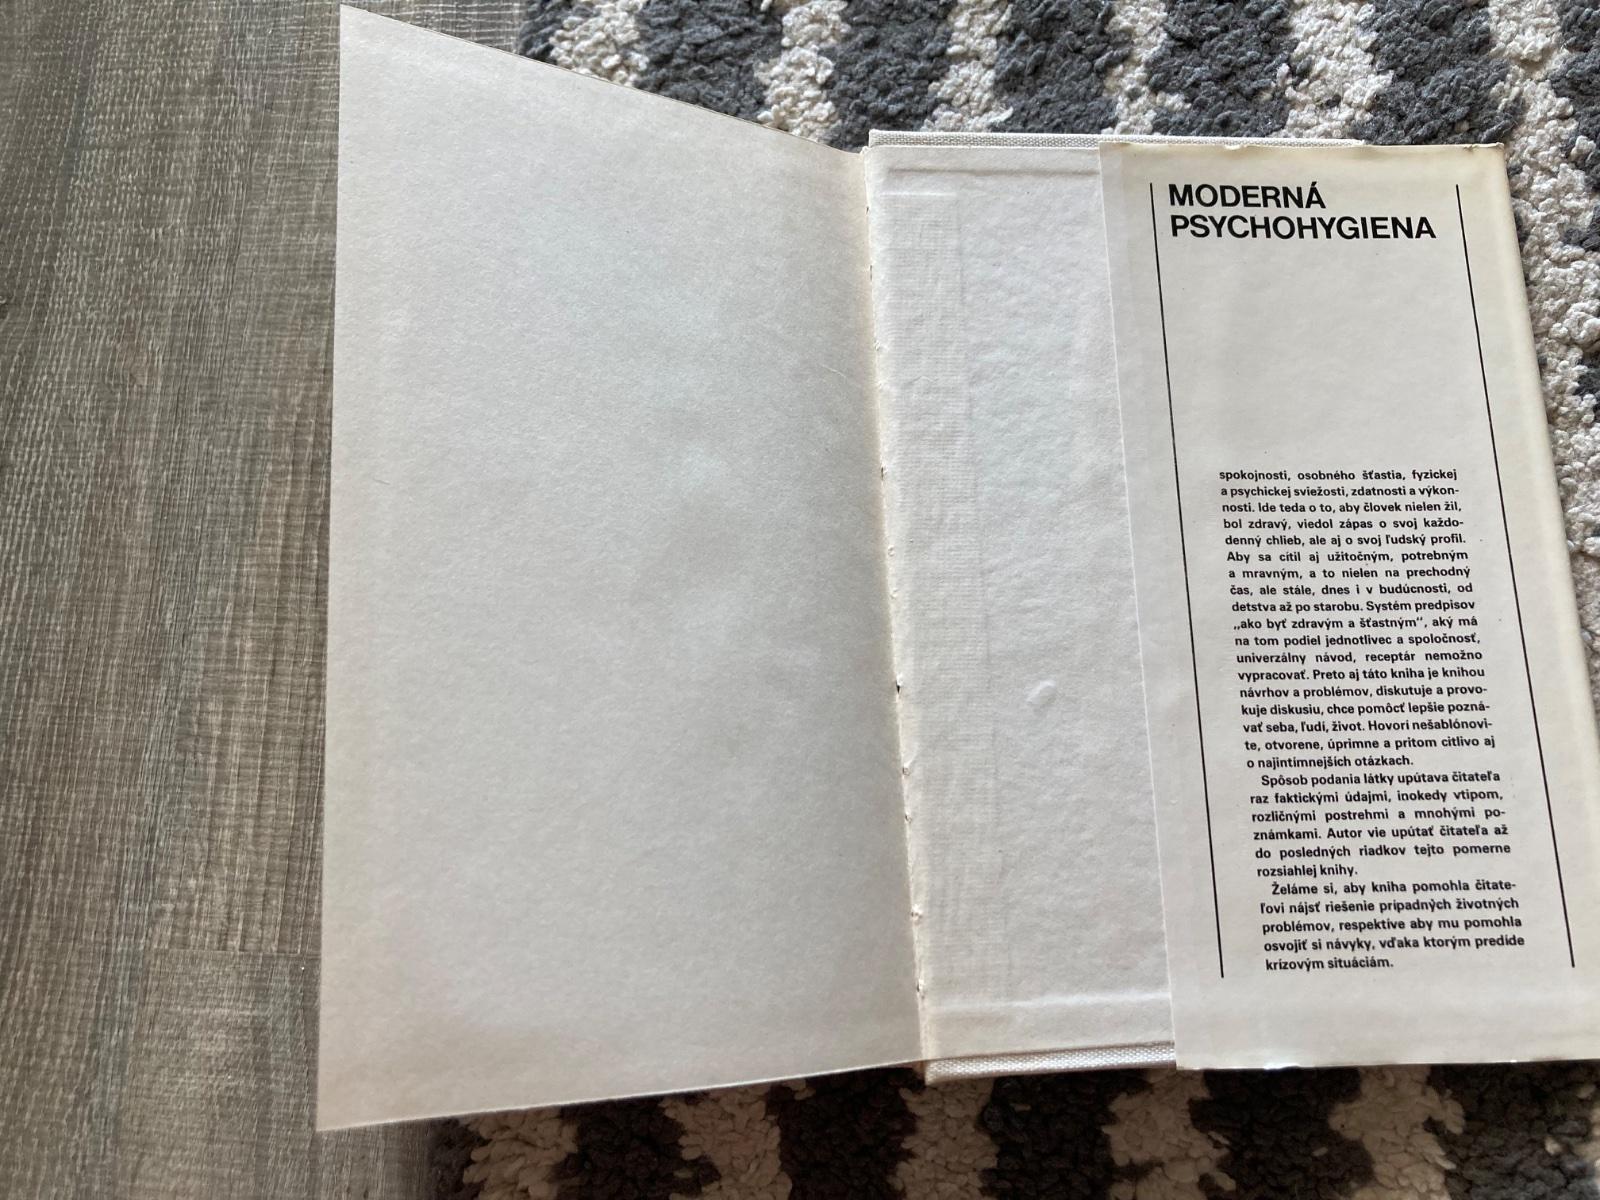 MODERNÁ
PSYCHOHYGIENA
spokojnosti, osobného šťastia, fyzickej
a psychickej sviežosti, zdatnosti a výkon-
nosti. Ide teda o to, aby človek nielen žil,
bol zdravý, viedol zápas o svoj každo-
denný chlieb, ale aj o svoj ľudský profil.
Aby sa cítil aj užitočným, potrebným
a mravným, a to nielen na prechodný
čas, ale stále, dnes i v budúcnosti, od
detstva až po starobu. Systém predpisov
„ako byť zdravým a šťastným“, aký má
na tom podiel jednotlivec a spoločnosť,
univerzálny návod, receptár nemožno
vypracovať. Preto aj táto kniha je knihou
návrhov a problémov, diskutuje a provo-
kuje diskusiu, chce pomôcť lepšie pozná-
vať seba, ľudí, život. Hovorí nešablónovi-
te, otvorene, úprimne a pritom citlivo aj
o najintímnejších otázkach.
Spôsob podania látky upútava čitateľa
raz faktickými údajmi, inokedy vtipom,
rozličnými postrehmi a mnohými po-
známkami. Autor vie upútať čitateľa až
do posledných riadkov tejto pomerne
rozsiahlej knihy.
Želáme si, aby kniha pomohla čitate-
ľovi nájsť riešenie prípadných životných
problémov, respektíve aby mu pomohla
osvojiť si návyky, vďaka ktorým predíde
krízovým situáciám.